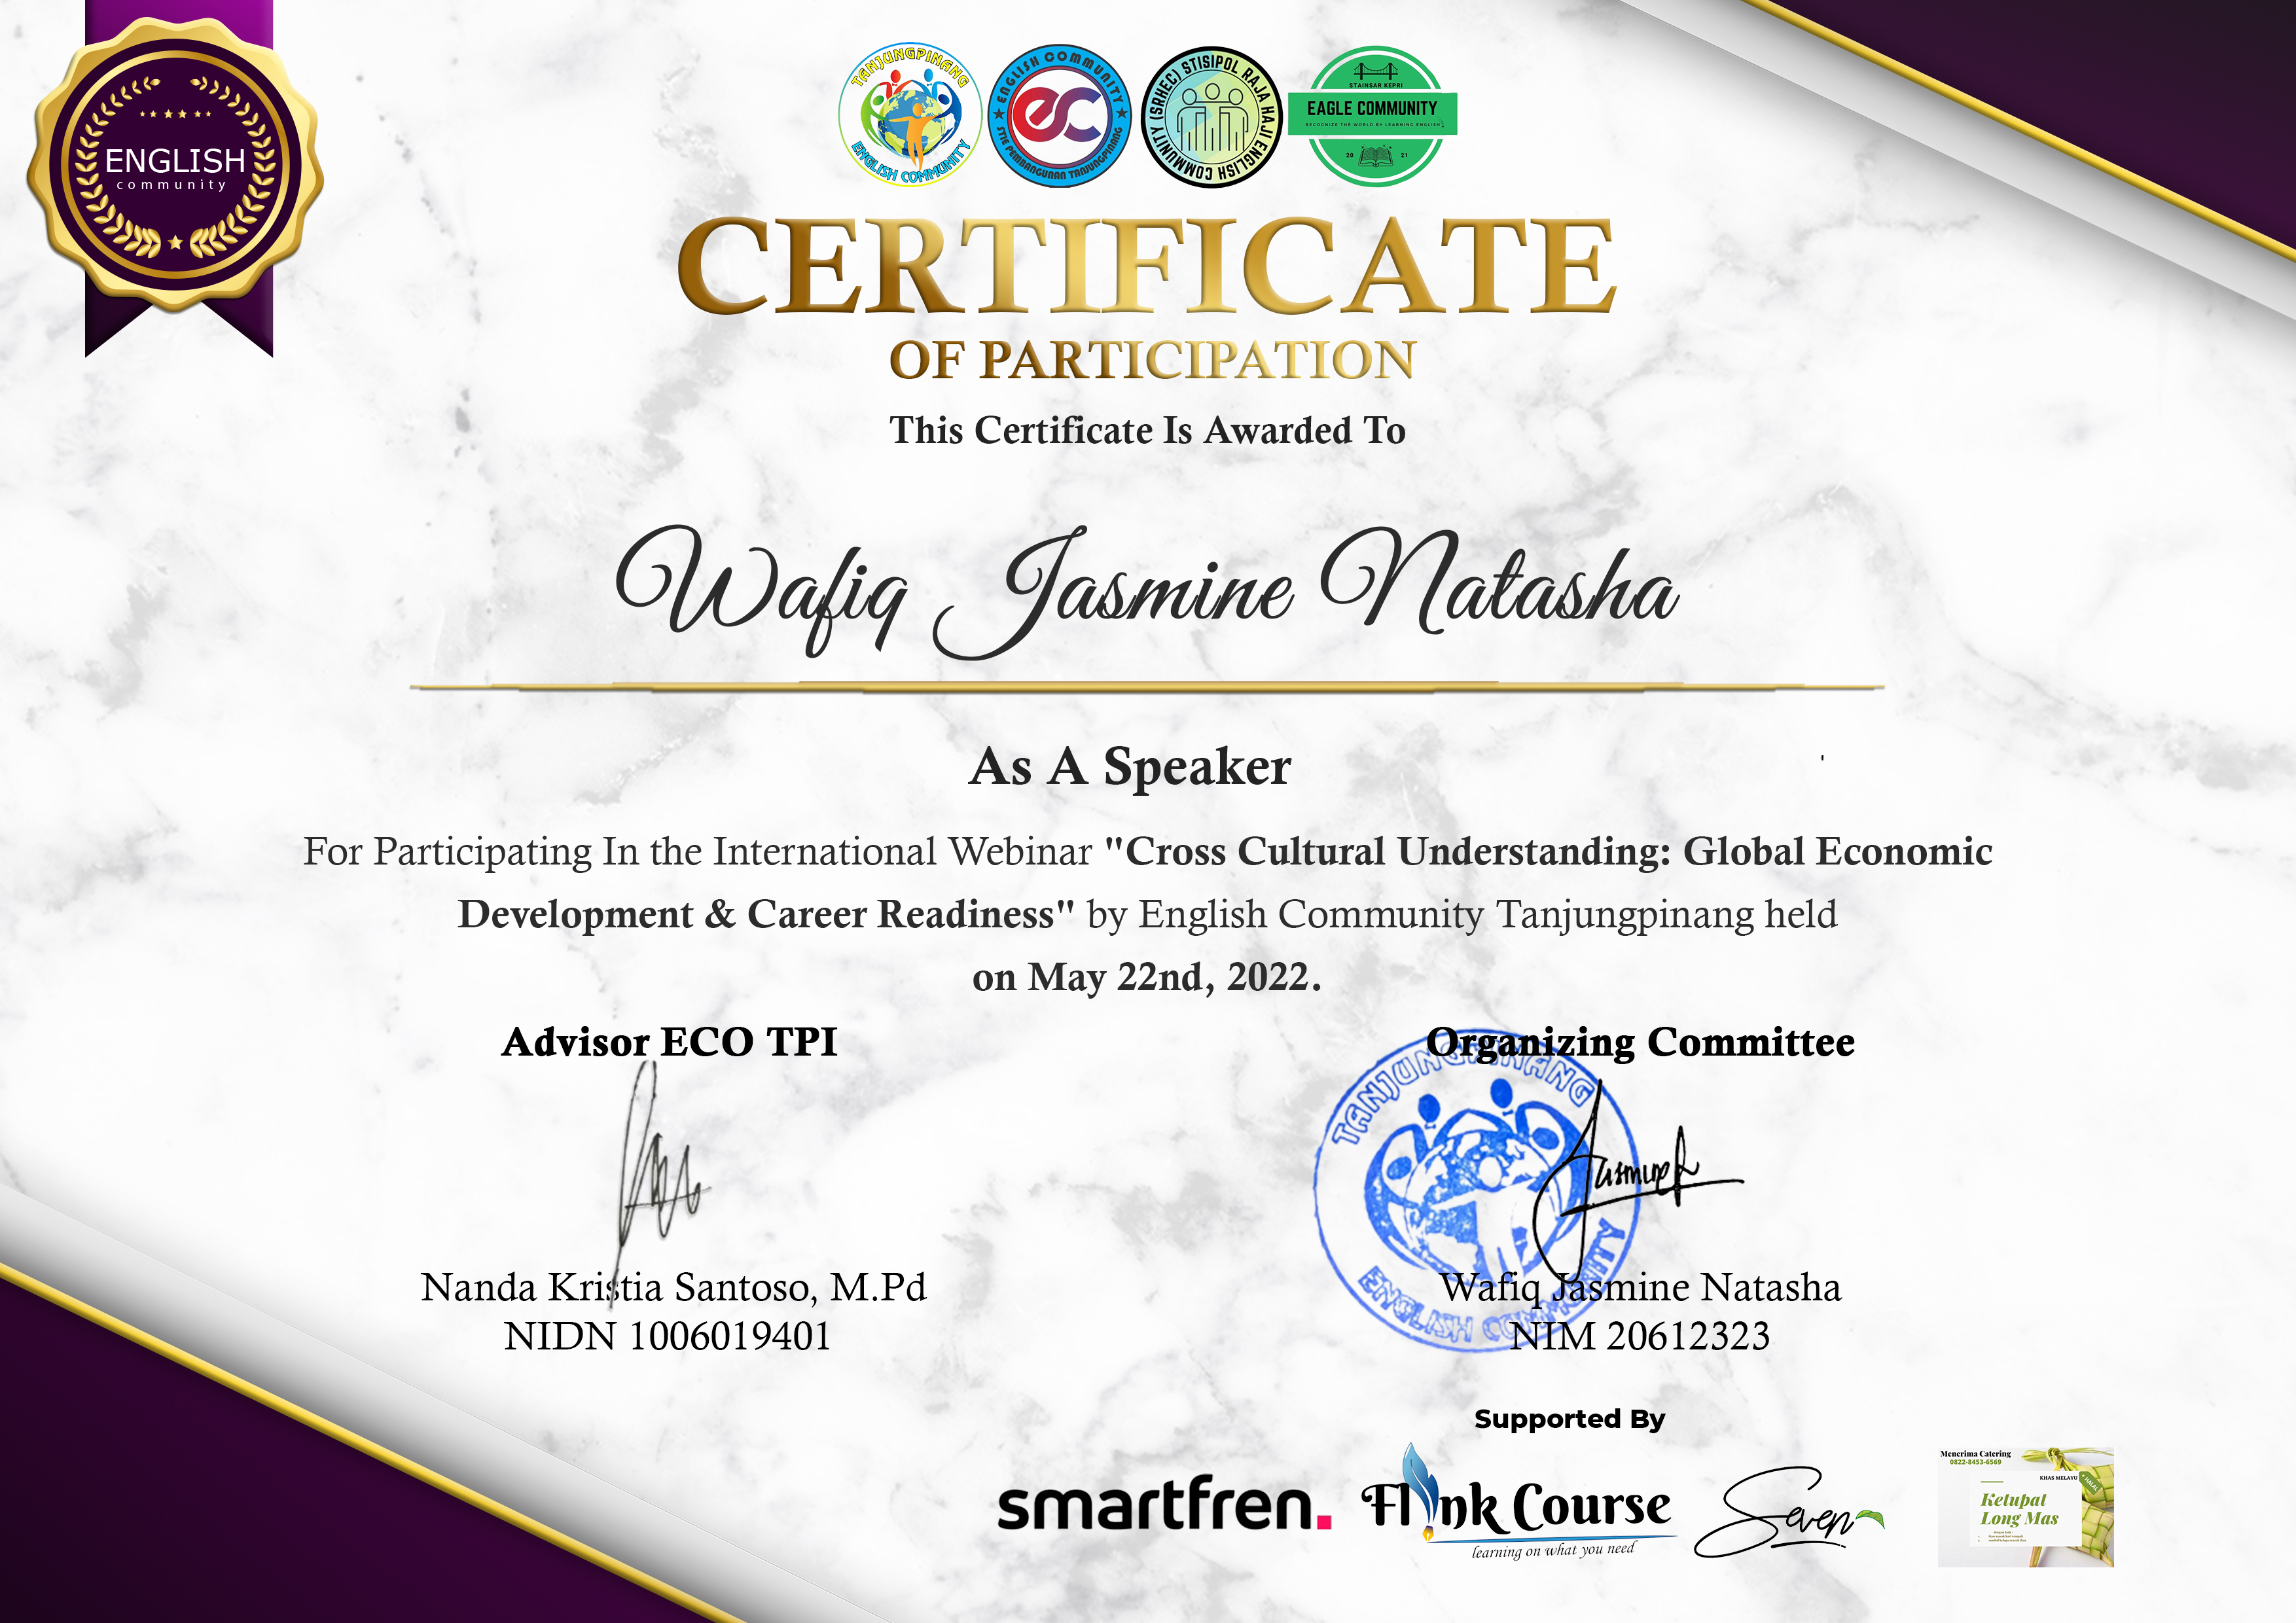 ENGLISH
community
TANJUNGPINANG
ENGLISH COMMUNITY
ENGLISH COMMUNITY
STIE PEMBANGUNAN TANJUNGPINANG
ec
STISIPOL RAJA HAJI ENGLISH COMMUNITY (SRHEC)
STAINSAR KEPRI
EAGLE COMMUNITY
RECOGNIZE THE WORLD BY LEARNING ENGLISH
20 21
CERTIFICATE
OF PARTICIPATION
This Certificate Is Awarded To
Wafiq Jasmine Natasha
As A Speaker
For Participating In the International Webinar "Cross Cultural Understanding: Global Economic
Development & Career Readiness" by English Community Tanjungpinang held
on May 22nd, 2022.
Advisor ECO TPI
Organizing Committee
TANJUNGPINANG
ENGLISH COMMUNITY
Nanda Kristia Santoso, M.Pd
NIDN 1006019401
Wafiq Jasmine Natasha
NIM 20612323
Supported By
smartfren.
Flink Course
learning on what you need
Seven
Menerima Catering
0822-8453-6569
KHAS MELAYU
HALAL
Ketupat
Long Mas